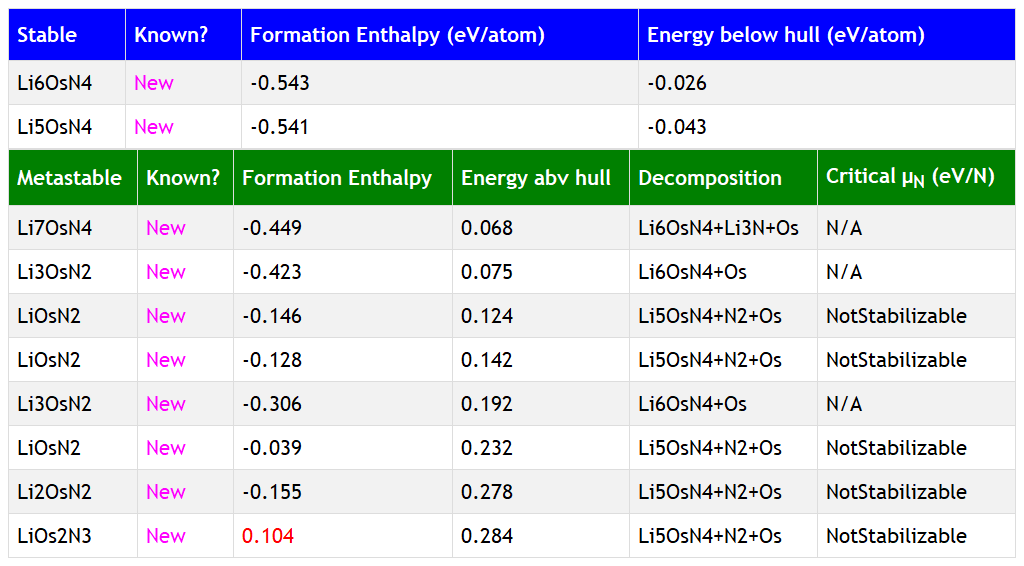 Stable Known? Formation Enthalpy (eV/atom) Energy below hull (eV/atom)
Li6OsN4 New -0.543 -0.026
Li5OsN4 New -0.541 -0.043
Metastable Known? Formation Enthalpy Energy abv hull Decomposition Critical μN (eV/N)
Li7OsN4 New -0.449 0.068 Li6OsN4+Li3N+Os N/A
Li3OsN2 New -0.423 0.075 Li6OsN4+Os N/A
LiOsN2 New -0.146 0.124 Li5OsN4+N2+Os NotStabilizable
LiOsN2 New -0.128 0.142 Li5OsN4+N2+Os NotStabilizable
Li3OsN2 New -0.306 0.192 Li6OsN4+Os N/A
LiOsN2 New -0.039 0.232 Li5OsN4+N2+Os NotStabilizable
Li2OsN2 New -0.155 0.278 Li5OsN4+N2+Os NotStabilizable
LiOs2N3 New 0.104 0.284 Li5OsN4+N2+Os NotStabilizable